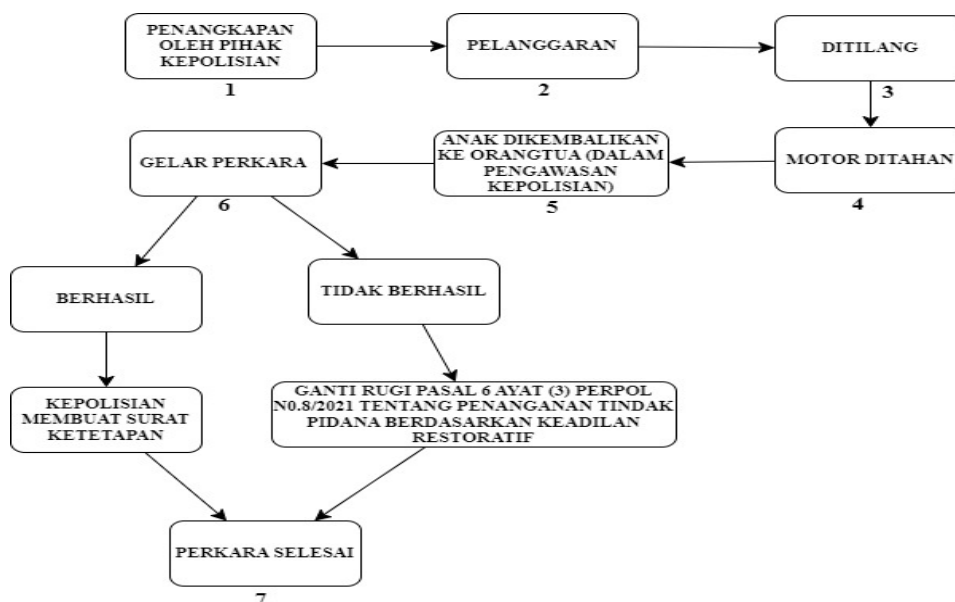 PENANGKAPAN
OLEH PIHAK
KEPOLISIAN
1
PELANGGARAN
2
DITILANG
3
MOTOR DITAHAN
4
ANAK DIKEMBALIKAN
KE ORANGTUA (DALAM
PENGAWASAN
KEPOLISIAN)
5
GELAR PERKARA
6
BERHASIL
TIDAK BERHASIL
KEPOLISIAN
MEMBUAT SURAT
KETETAPAN
GANTI RUGI PASAL 6 AYAT (3) PERPOL
N0.8/2021 TENTANG PENANGANAN TINDAK
PIDANA BERDASARKAN KEADILAN
RESTORATIF
PERKARA SELESAI
7